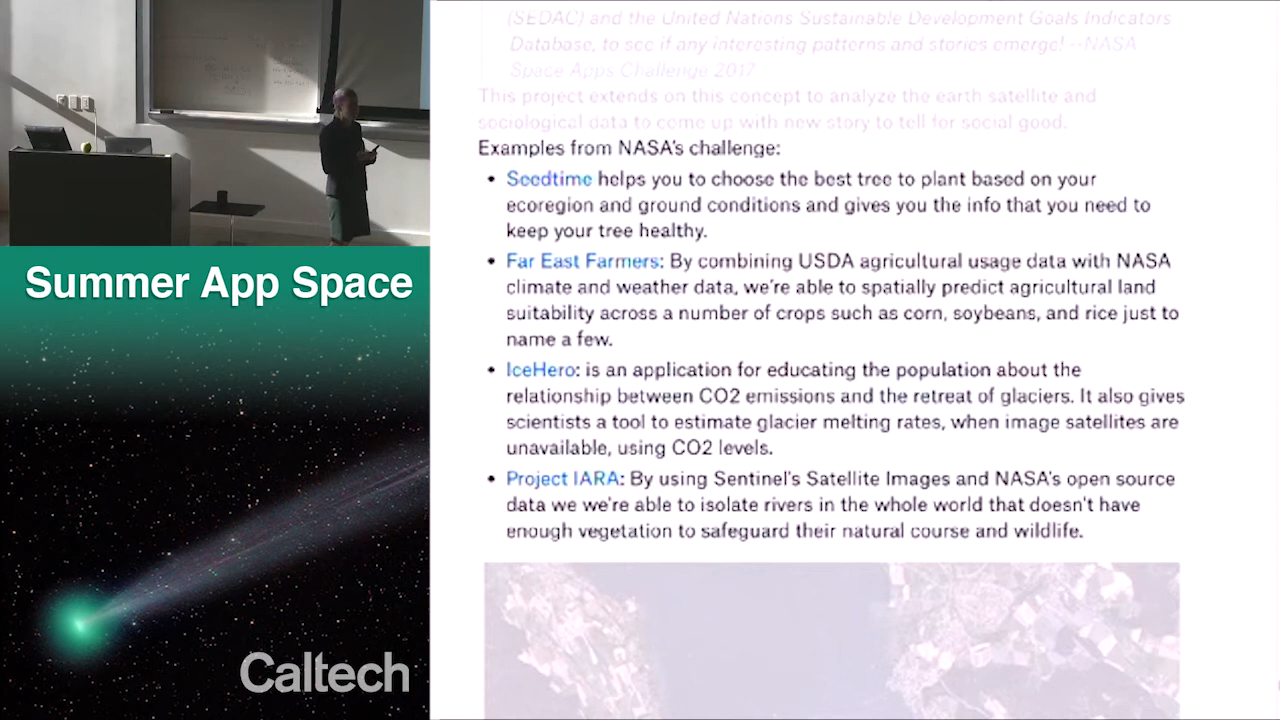 Summer App Space
Caltech
(SEDAC) and the United Nations Sustainable Development Goals Indicators
Database, to see if any interesting patterns and stories emerge! --NASA
Space Apps Challenge 2017
This project extends on this concept to analyze the earth satellite and
sociological data to come up with new story to tell for social good.
Examples from NASA's challenge:
• Seedtime helps you to choose the best tree to plant based on your
ecoregion and ground conditions and gives you the info that you need to
keep your tree healthy.
• Far East Farmers: By combining USDA agricultural usage data with NASA
climate and weather data, we're able to spatially predict agricultural land
suitability across a number of crops such as corn, soybeans, and rice just to
name a few.
• IceHero: is an application for educating the population about the
relationship between CO2 emissions and the retreat of glaciers. It also gives
scientists a tool to estimate glacier melting rates, when image satellites are
unavailable, using CO2 levels.
• Project IARA: By using Sentinel's Satellite Images and NASA's open source
data we we're able to isolate rivers in the whole world that doesn't have
enough vegetation to safeguard their natural course and wildlife.